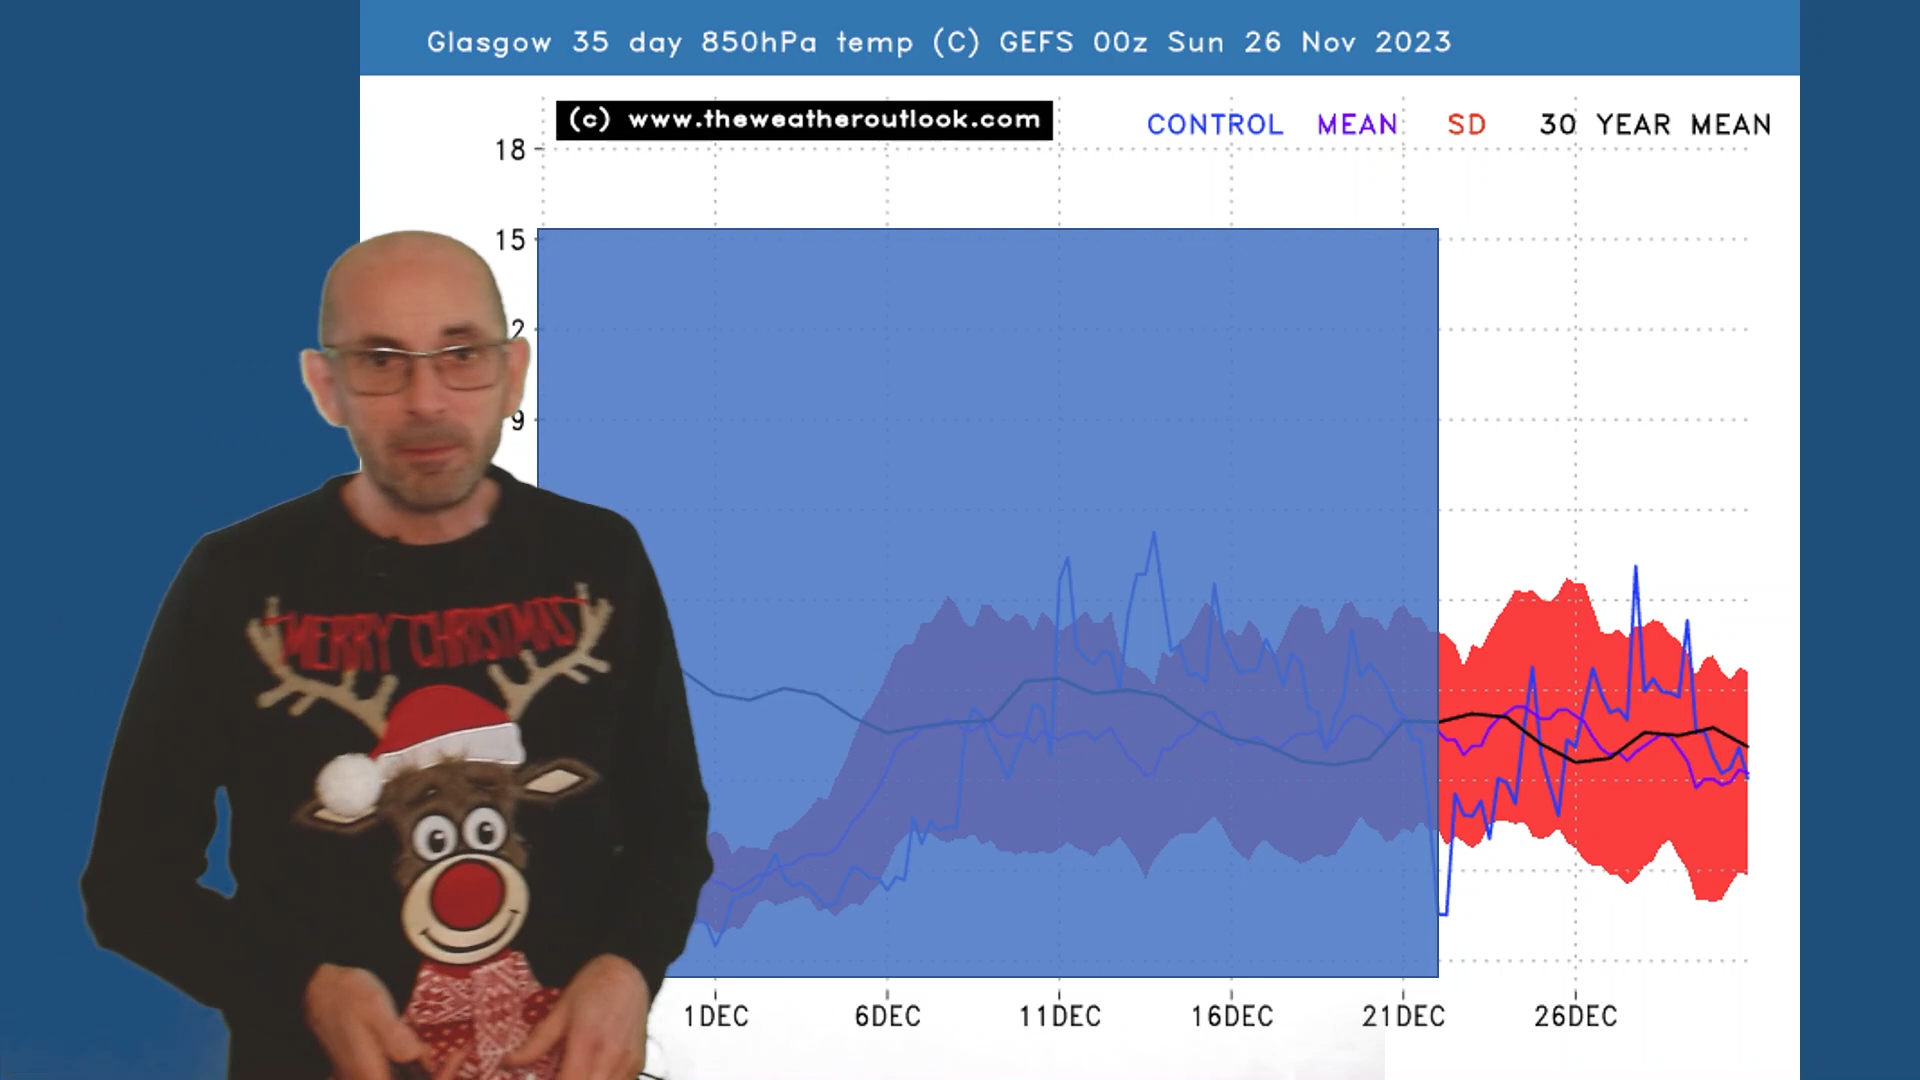 Glasgow 35 day 850hPa temp (C) GEFS 00z Sun 26 Nov 2023
(c) www.theweatheroutlook.com
CONTROL MEAN SD 30 YEAR MEAN
18
15
2
9
MERRY CHRISTMAS
1DEC 6DEC 11DEC 16DEC 21DEC 26DEC